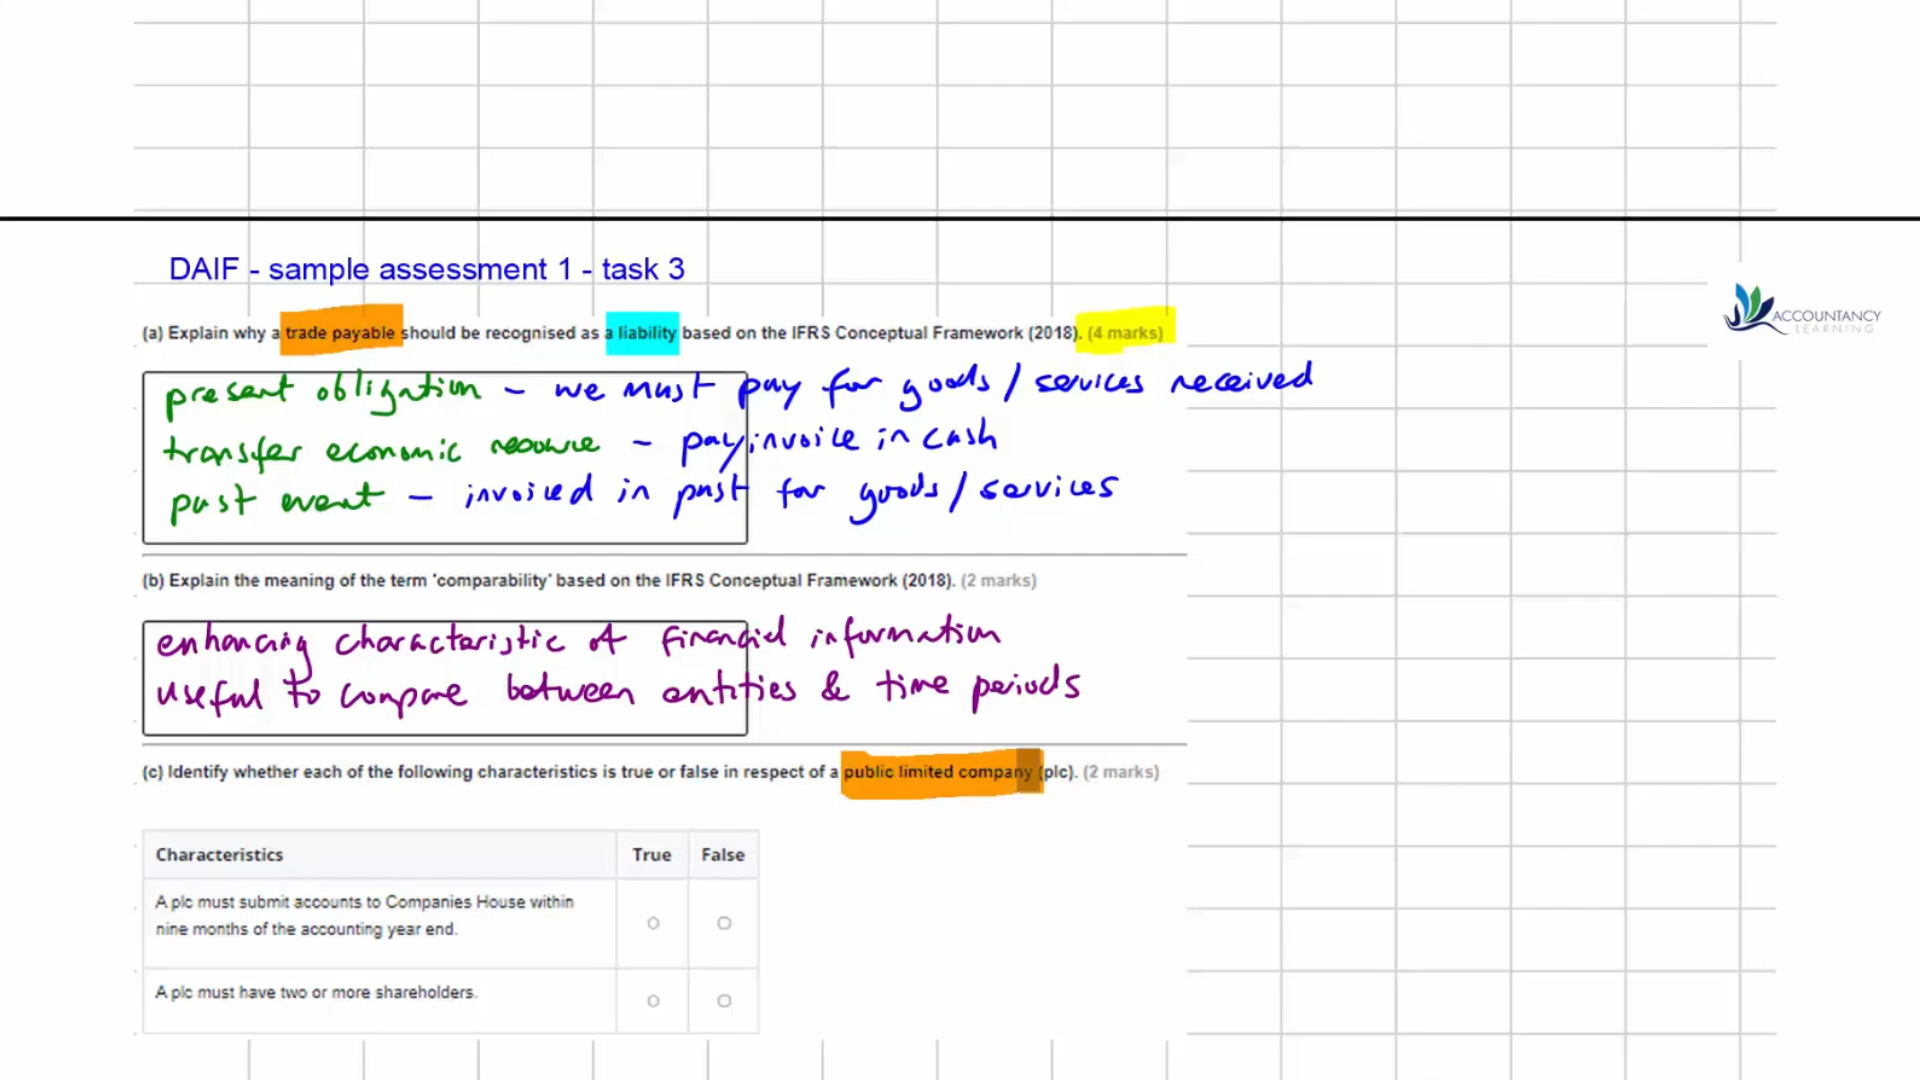 DAIF - sample assessment 1 - task 3
ACCOUNTANCY
LEARNING
(a) Explain why a trade payable should be recognised as a liability based on the IFRS Conceptual Framework (2018). (4 marks)
present obligation - we must pay for goods / services received
transfer economic resource - pay invoice in cash
past event - invoiced in past for goods / services
(b) Explain the meaning of the term 'comparability' based on the IFRS Conceptual Framework (2018). (2 marks)
enhancing characteristic of financial information
useful to compare between entities & time periods
(c) Identify whether each of the following characteristics is true or false in respect of a public limited company (plc). (2 marks)
Characteristics True False
A plc must submit accounts to Companies House within
nine months of the accounting year end.
A plc must have two or more shareholders.